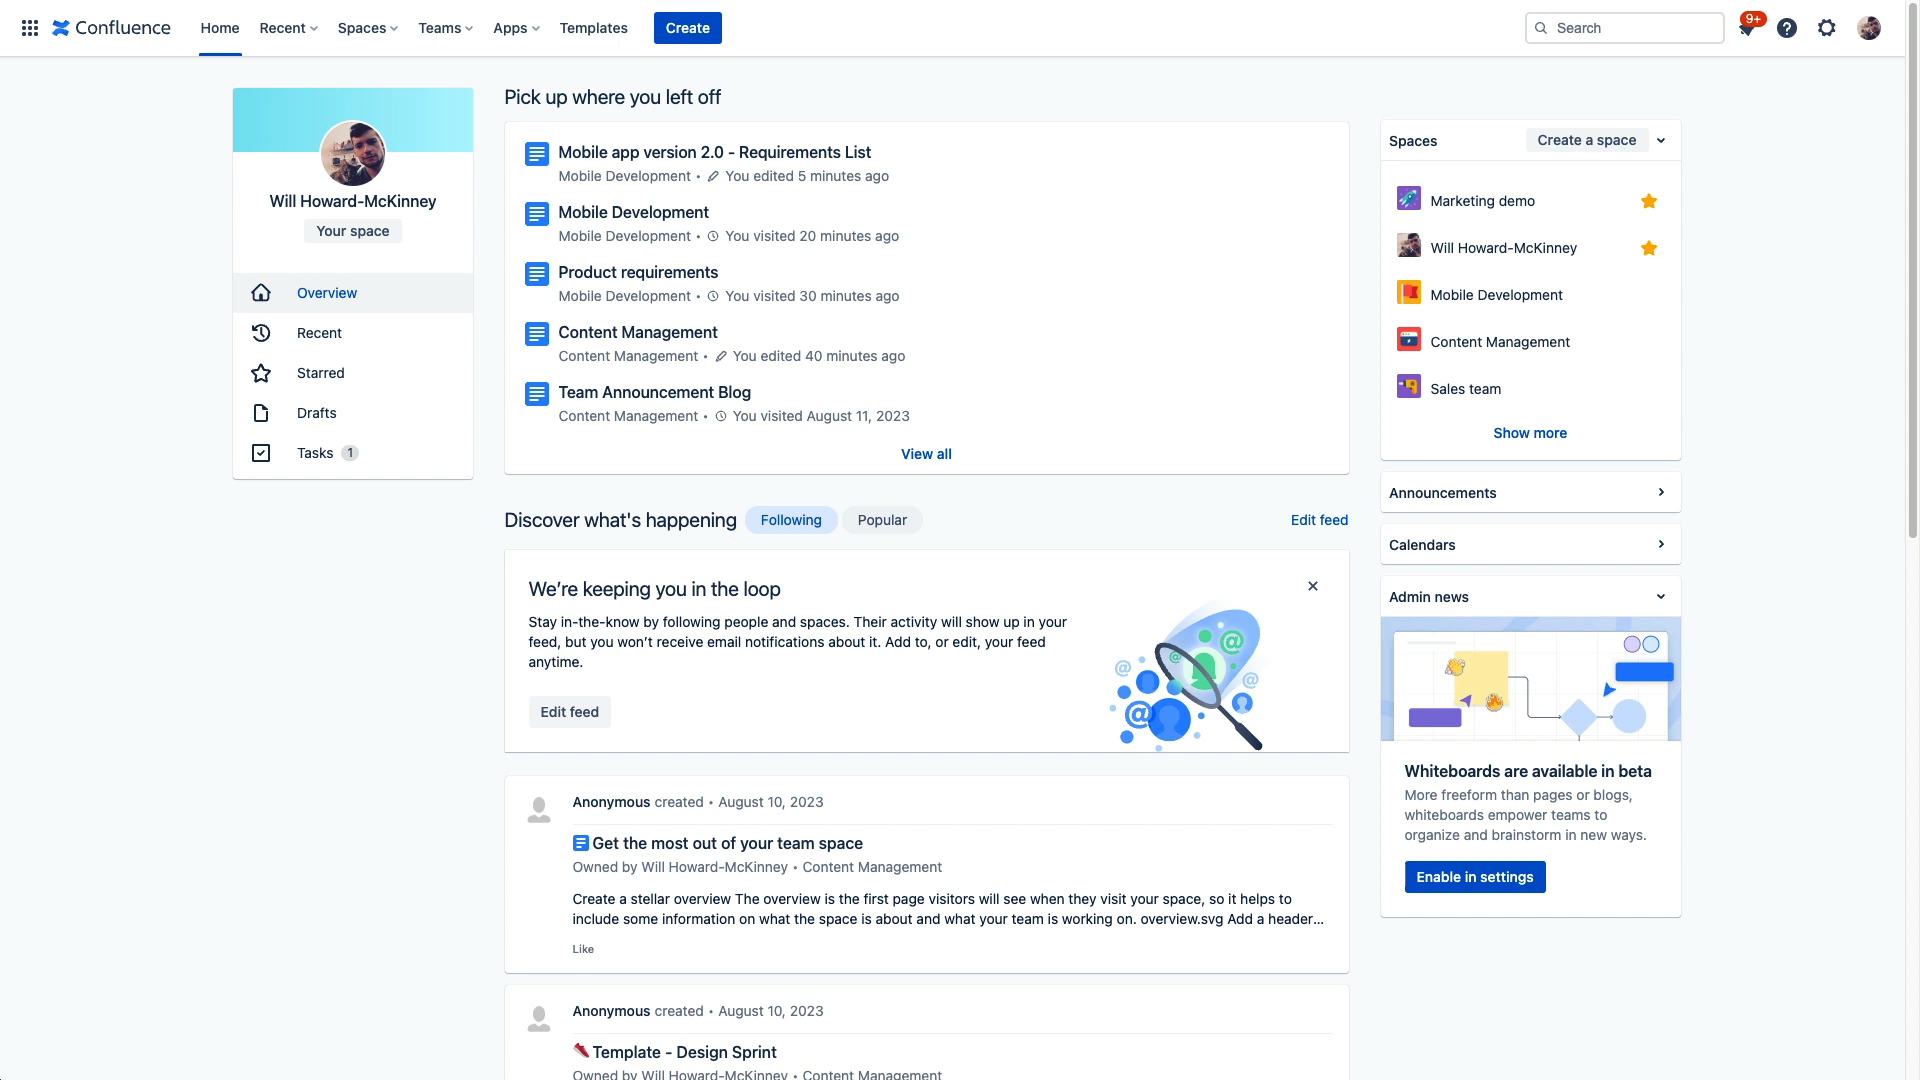 Confluence
Home
Recent
Spaces
Teams
Apps
Templates
Create
Search
9+
Will Howard-McKinney
Your space
Overview
Recent
Starred
Drafts
Tasks 1
Pick up where you left off
Mobile app version 2.0 - Requirements List
Mobile Development • You edited 5 minutes ago
Mobile Development
Mobile Development • You visited 20 minutes ago
Product requirements
Mobile Development • You visited 30 minutes ago
Content Management
Content Management • You edited 40 minutes ago
Team Announcement Blog
Content Management • You visited August 11, 2023
View all
Discover what's happening
Following
Popular
Edit feed
We’re keeping you in the loop
Stay in-the-know by following people and spaces. Their activity will show up in your
feed, but you won’t receive email notifications about it. Add to, or edit, your feed
anytime.
Edit feed
Anonymous created • August 10, 2023
Get the most out of your team space
Owned by Will Howard-McKinney • Content Management
Create a stellar overview The overview is the first page visitors will see when they visit your space, so it helps to
include some information on what the space is about and what your team is working on. overview.svg Add a header...
Like
Anonymous created • August 10, 2023
Template - Design Sprint
Owned by Will Howard-McKinney • Content Management
Spaces
Create a space
Marketing demo
Will Howard-McKinney
Mobile Development
Content Management
Sales team
Show more
Announcements
Calendars
Admin news
Whiteboards are available in beta
More freeform than pages or blogs,
whiteboards empower teams to
organize and brainstorm in new ways.
Enable in settings